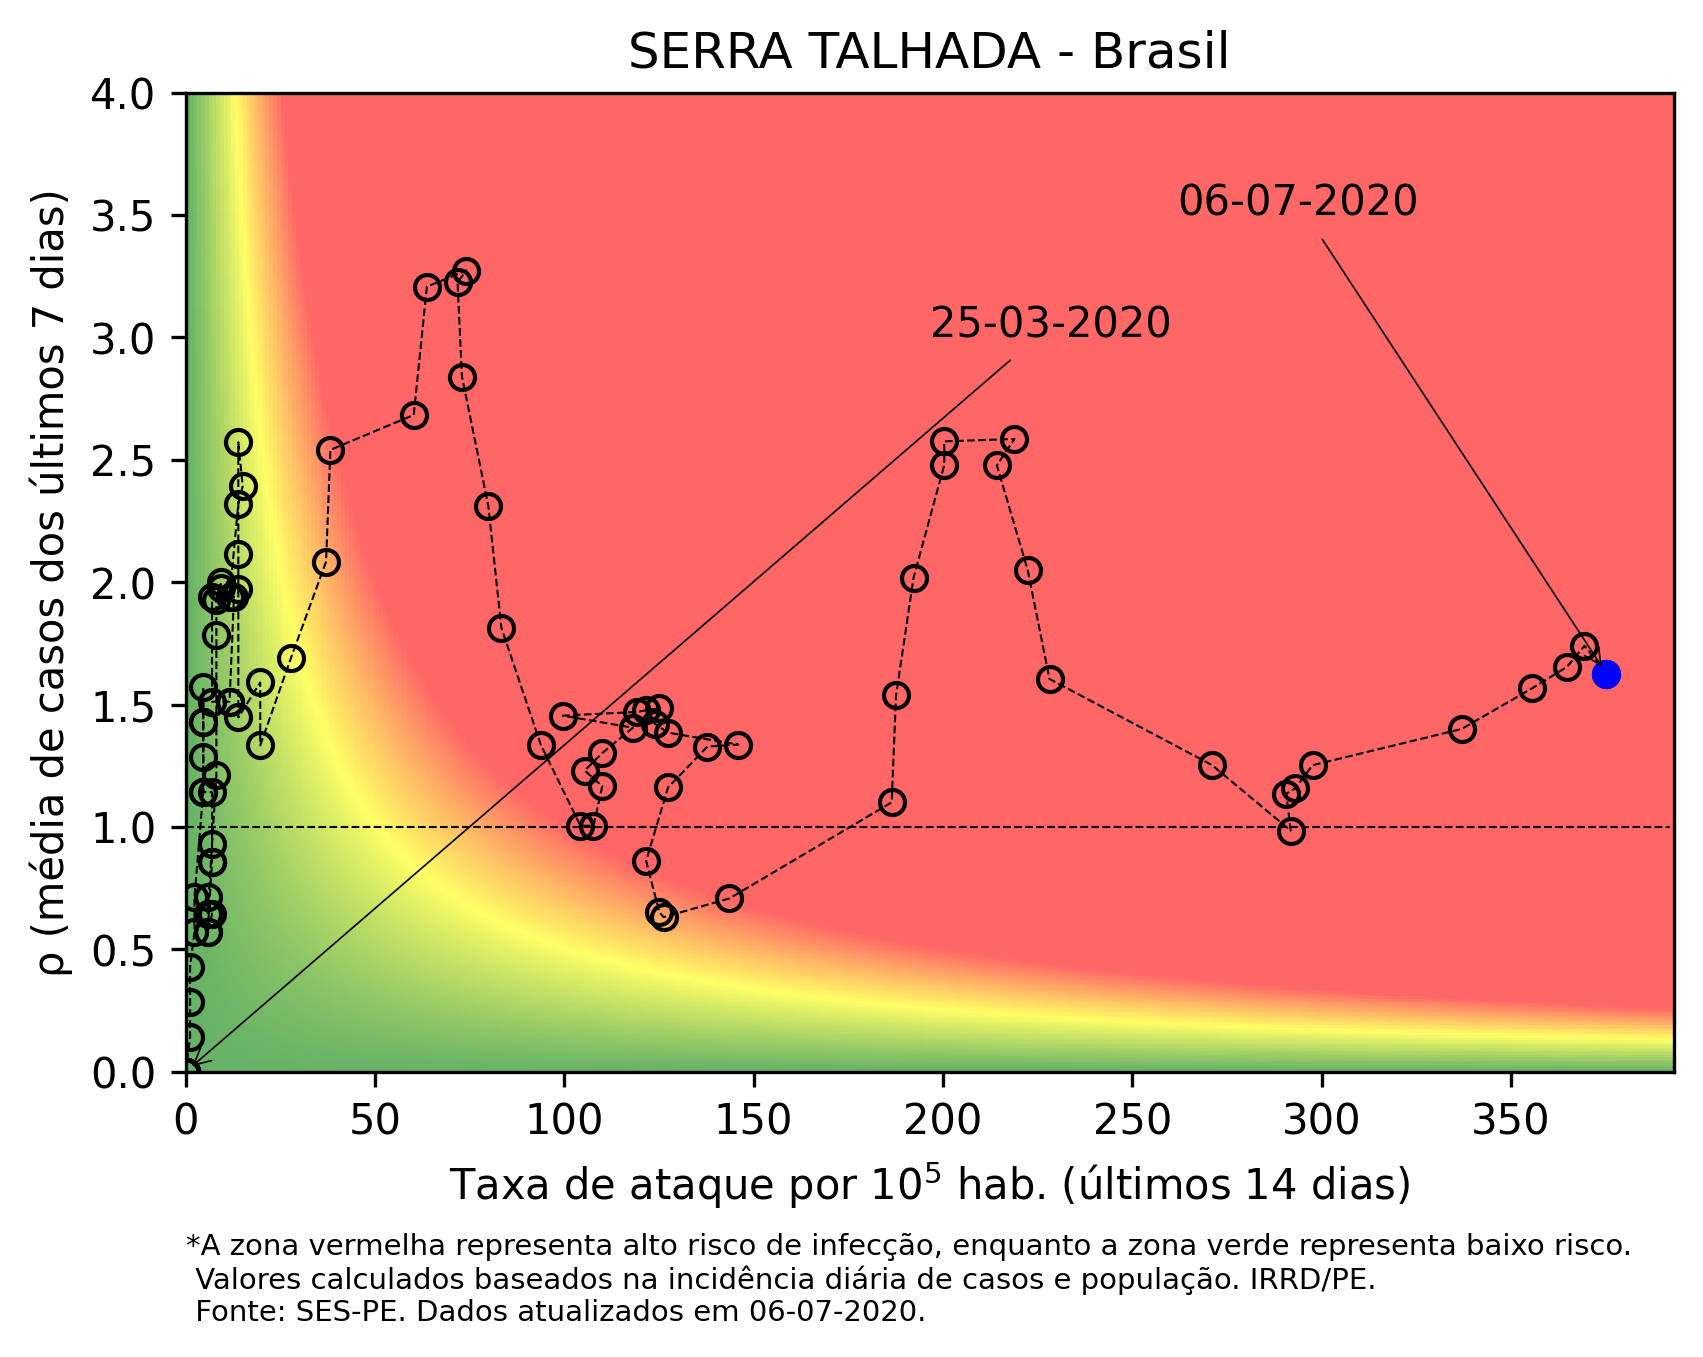 SERRA TALHADA - Brasil
4.0
3.5
3.0
2.5
2.0
1.5
1.0
0.5
0.0
ρ (média de casos dos últimos 7 dias)
06-07-2020
25-03-2020
0 50 100 150 200 250 300 350
Taxa de ataque por 10⁵ hab. (últimos 14 dias)
*A zona vermelha representa alto risco de infecção, enquanto a zona verde representa baixo risco.
Valores calculados baseados na incidência diária de casos e população. IRRD/PE.
Fonte: SES-PE. Dados atualizados em 06-07-2020.